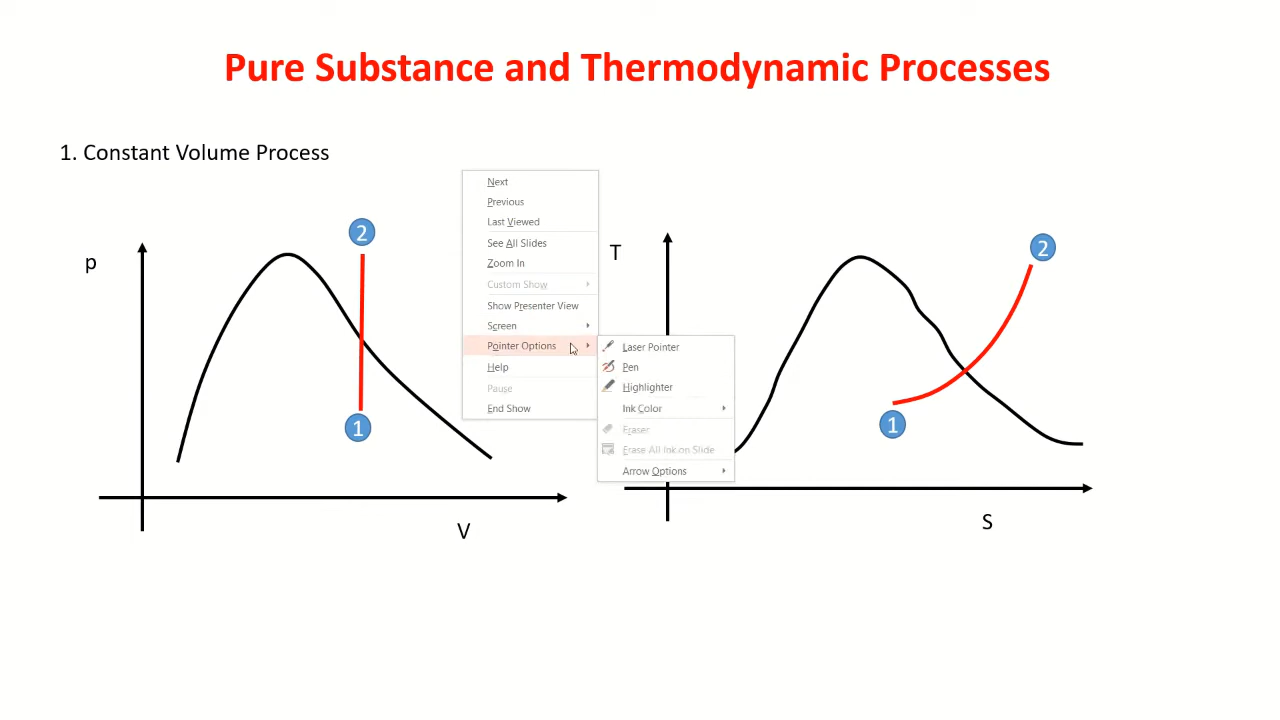 Pure Substance and Thermodynamic Processes
1. Constant Volume Process
p
2
1
V
Next
Previous
Last Viewed
See All Slides
Zoom In
Custom Show
Show Presenter View
Screen
Pointer Options
Help
Pause
End Show
Laser Pointer
Pen
Highlighter
Ink Color
Eraser
Erase All Ink on Slide
Arrow Options
T
2
1
S